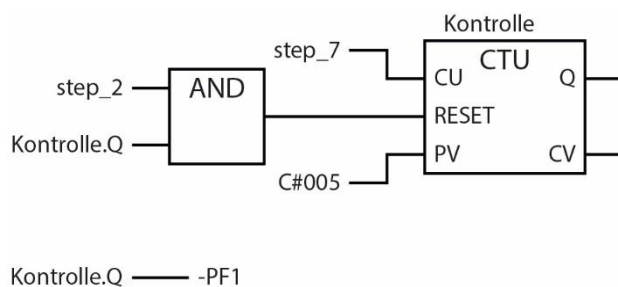 Kontrolle
step_7
CTU
step_2
AND
CU
Q
RESET
Kontrolle.Q
PV
CV
C#005
Kontrolle.Q
-PF1